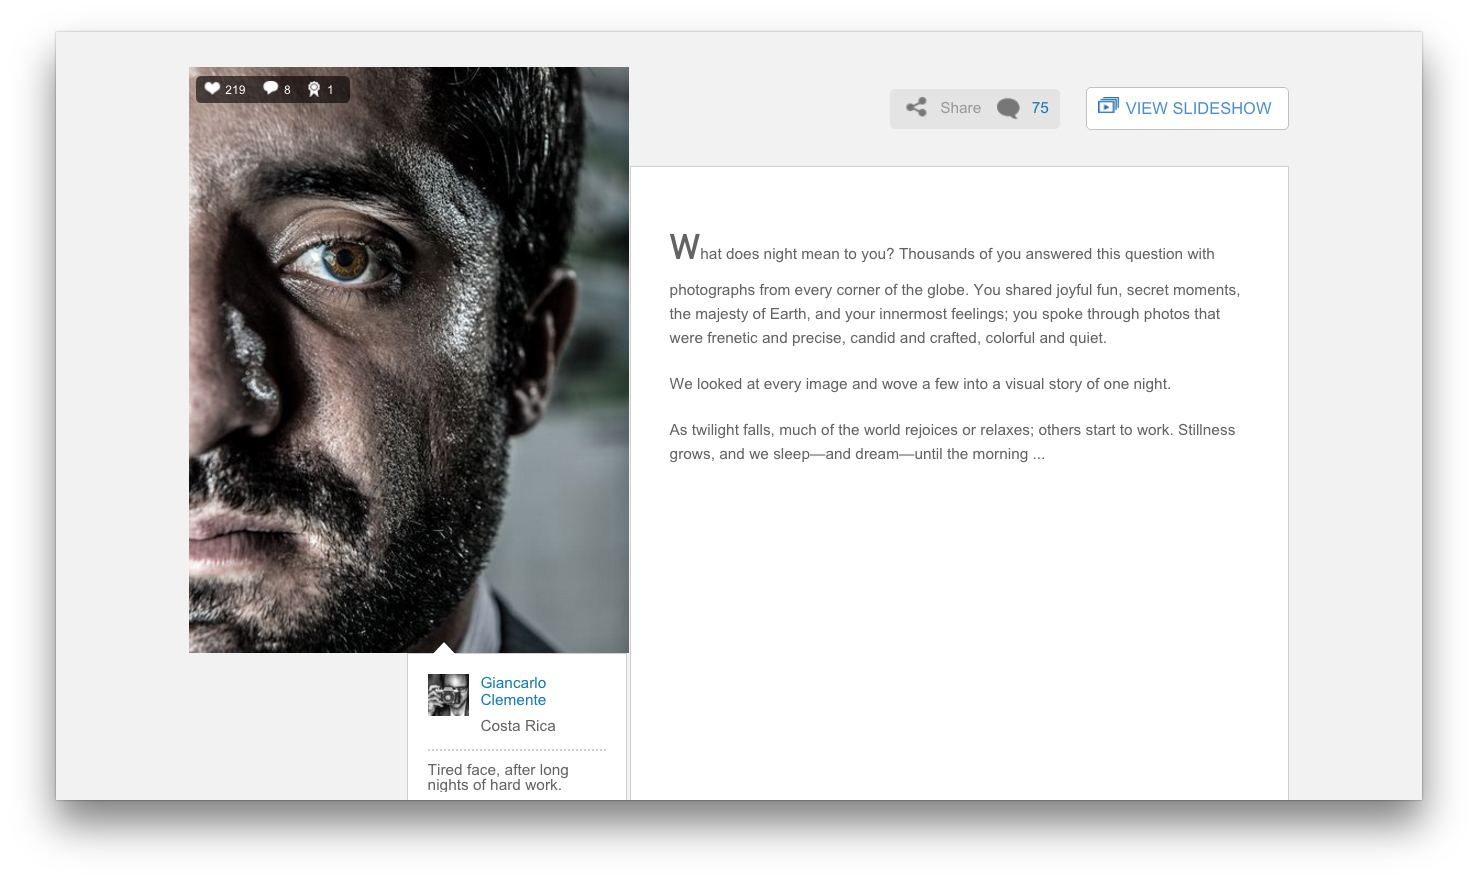 219 8 1
Share 75 VIEW SLIDESHOW
What does night mean to you? Thousands of you answered this question with
photographs from every corner of the globe. You shared joyful fun, secret moments,
the majesty of Earth, and your innermost feelings; you spoke through photos that
were frenetic and precise, candid and crafted, colorful and quiet.
We looked at every image and wove a few into a visual story of one night.
As twilight falls, much of the world rejoices or relaxes; others start to work. Stillness
grows, and we sleep—and dream—until the morning ...
Giancarlo
Clemente
Costa Rica
Tired face, after long
nights of hard work.